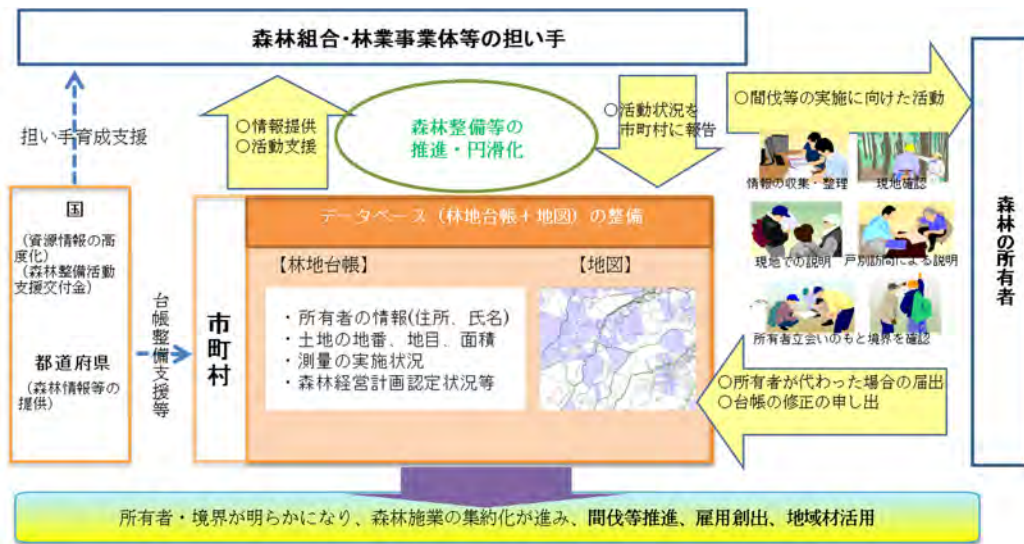 森林組合・林業事業体等の担い手
担い手育成支援
○情報提供
○活動支援
森林整備等の
推進・円滑化
○活動状況を
市町村に報告
○間伐等の実施に向けた活動
情報の収集・整理
現地確認
現地での説明
戸別訪問による説明
所有者立会いのもと境界を確認
森林の所有者
国
(資源情報の高
度化)
(森林整備活動
支援交付金)
都道府県
(森林情報等の
提供)
台帳整備支援等
市町村
データベース(林地台帳+地図)の整備
【林地台帳】
【地図】
・所有者の情報(住所、氏名)
・土地の地番、地目、面積
・測量の実施状況
・森林経営計画認定状況等
○所有者が代わった場合の届出
○台帳の修正の申し出
所有者・境界が明らかになり、森林施業の集約化が進み、間伐等推進、雇用創出、地域材活用